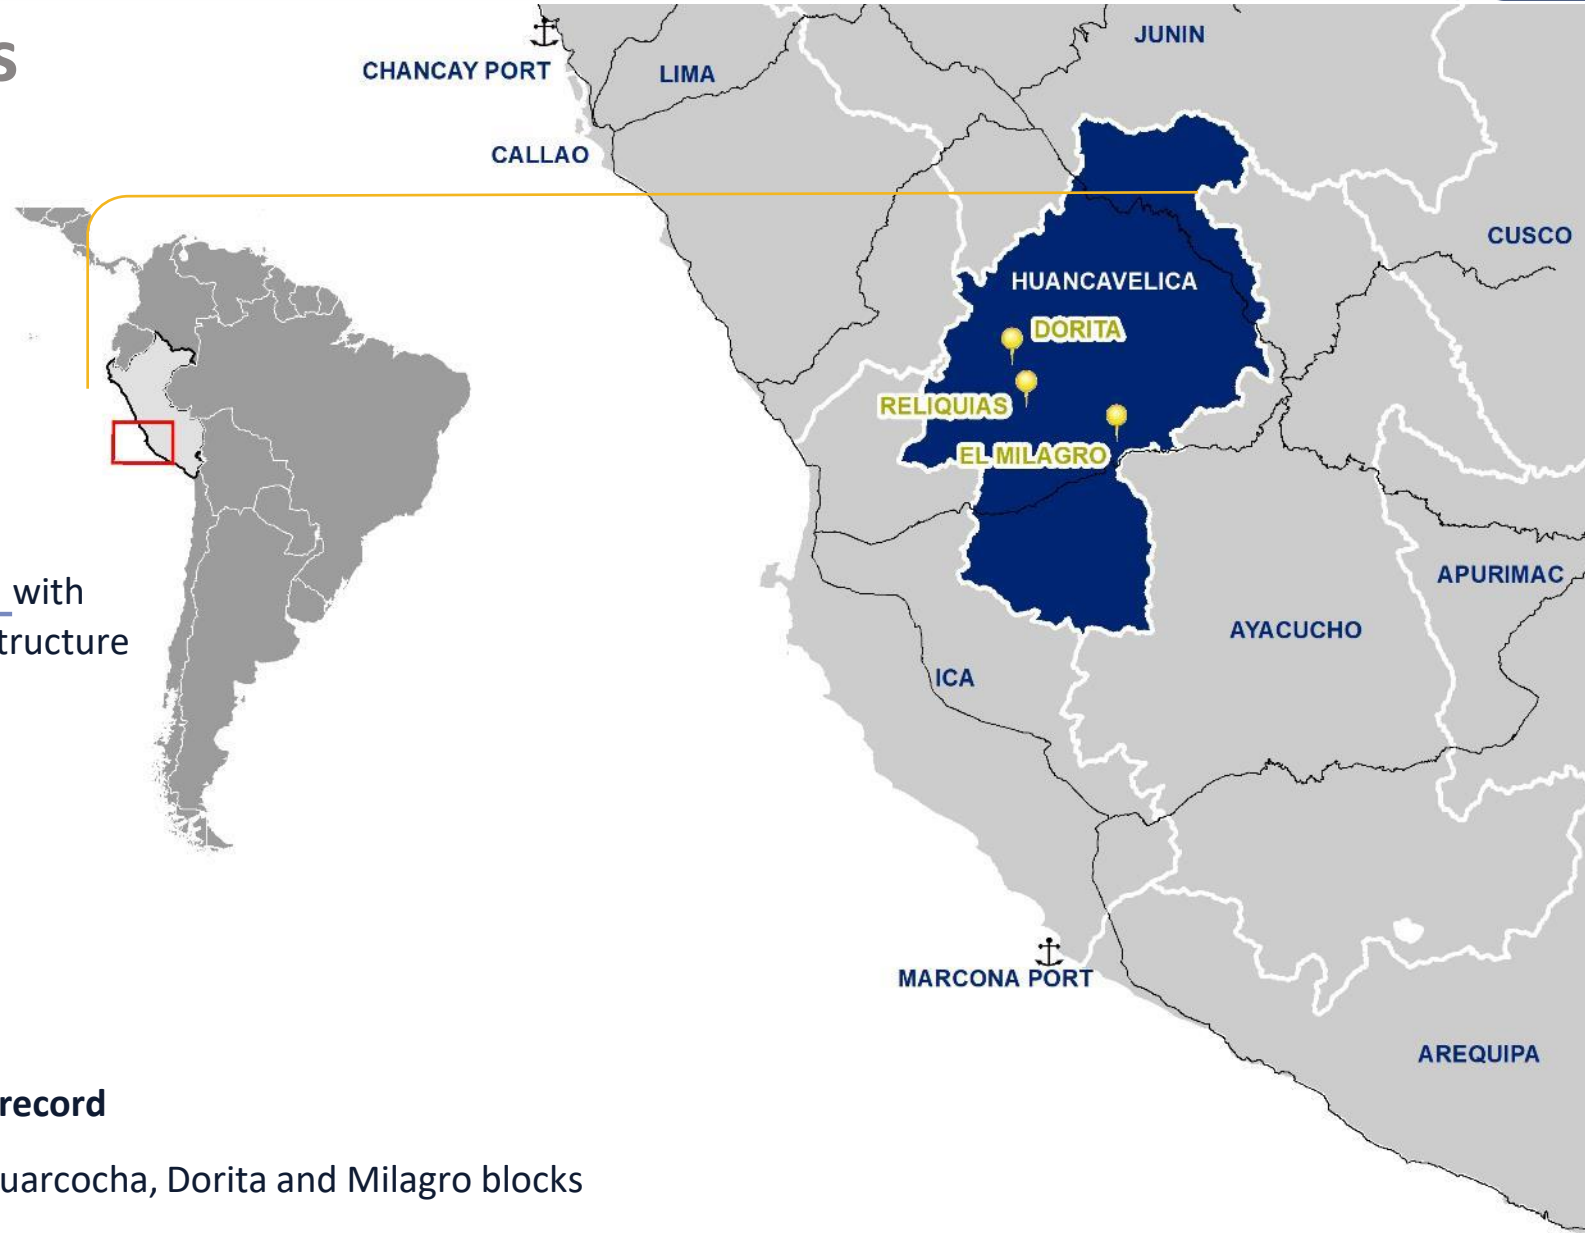 s
CHANCAY PORT
LIMA
JUNIN
CALLAO
CUSCO
HUANCAVELICA
DORITA
RELIQUIAS
EL MILAGRO
with
tructure
APURIMAC
AYACUCHO
ICA
MARCONA PORT
AREQUIPA
record
uarcocha, Dorita and Milagro blocks